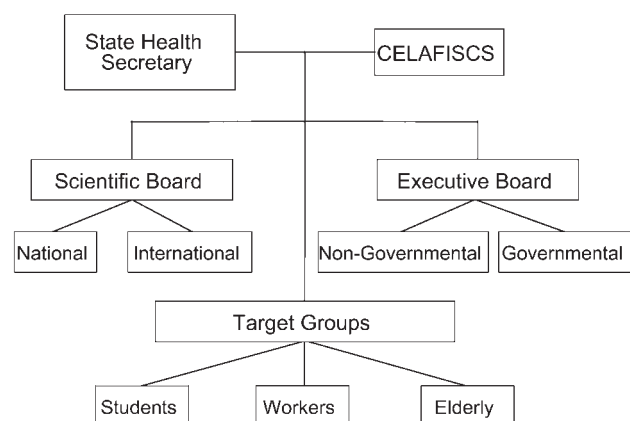 State Health
Secretary
CELAFISCS
Scientific Board
Executive Board
National
International
Non-Governmental
Governmental
Target Groups
Students
Workers
Elderly